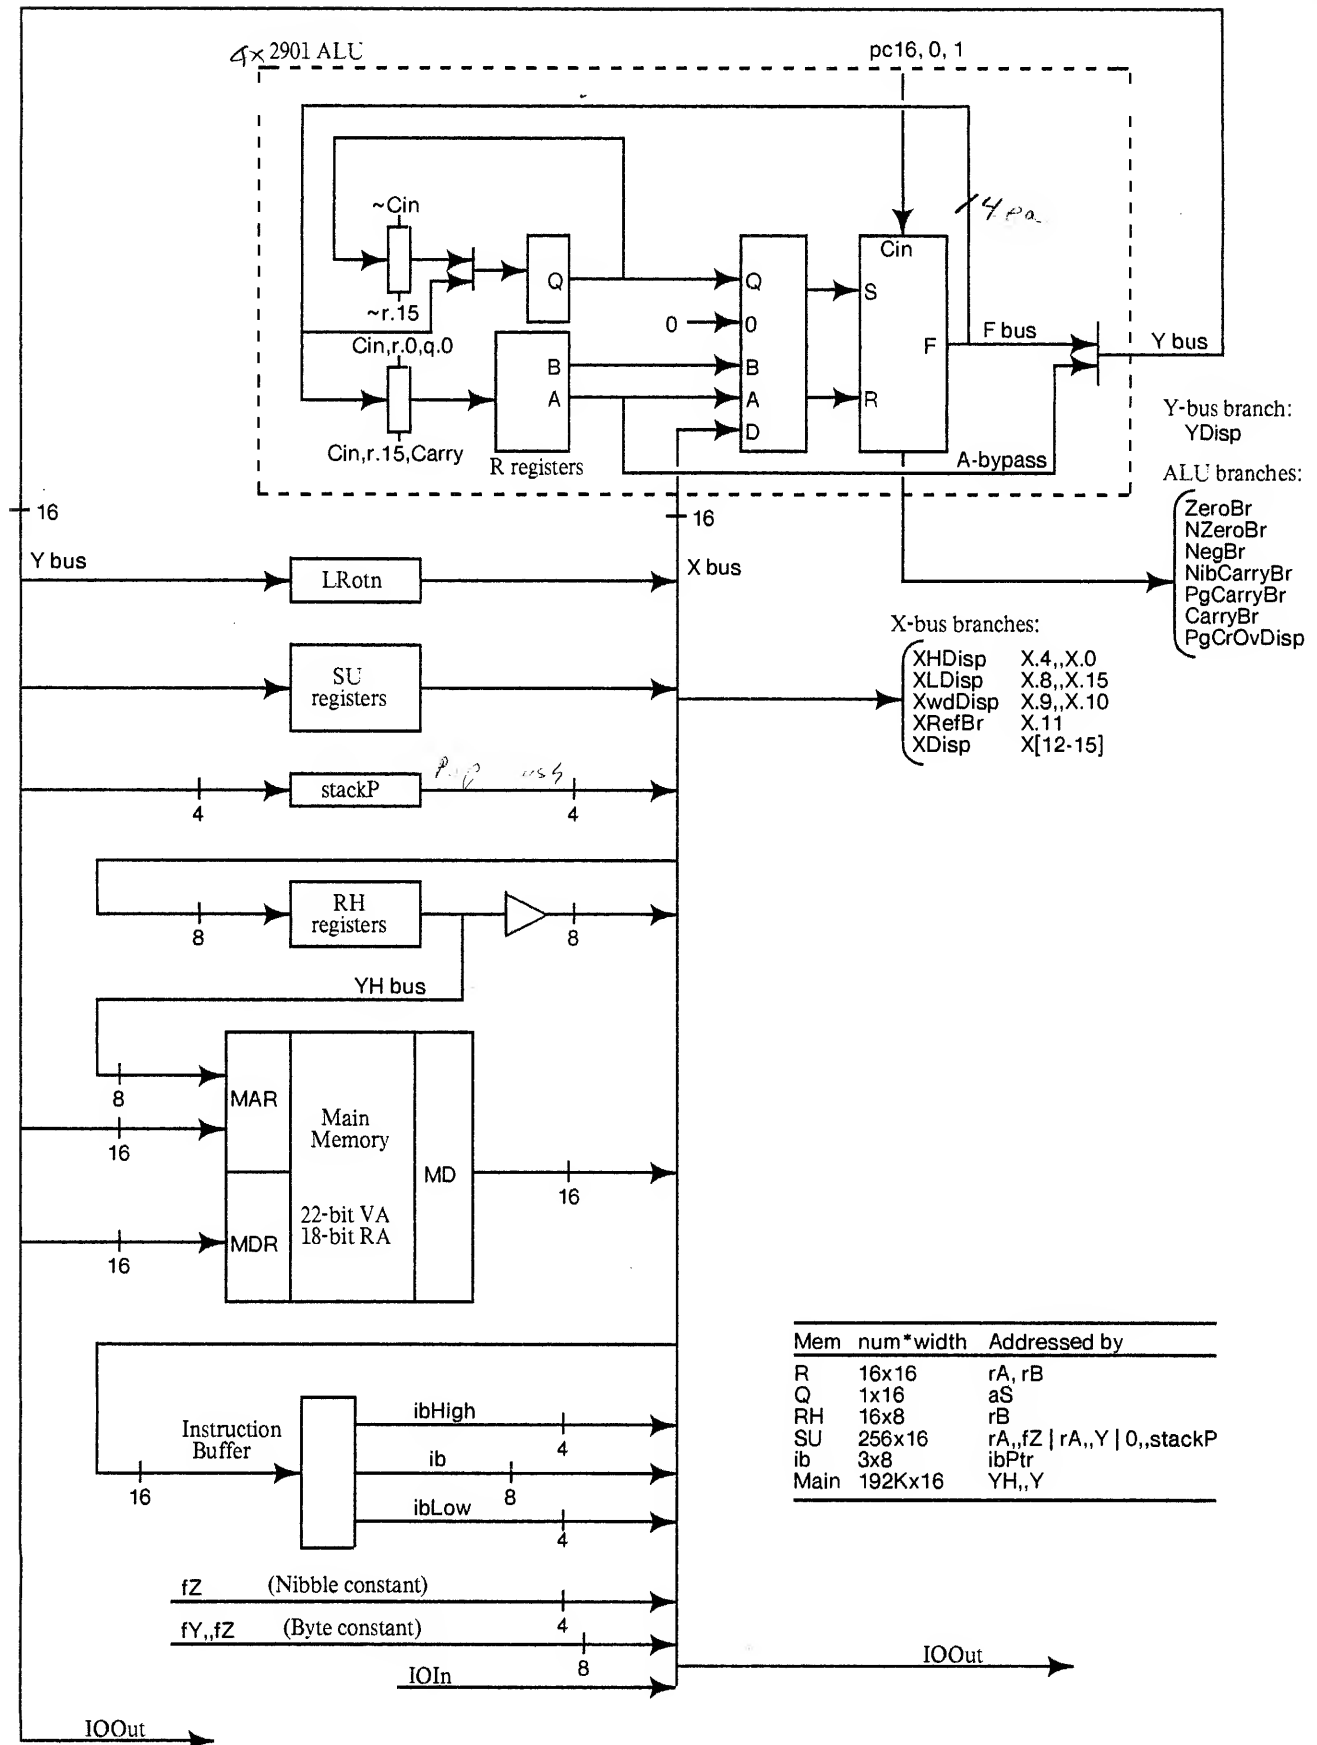 4x 2901 ALU
pc16, 0, 1
4 ea
~Cin
Cin
Q
Q
S
~r.15
0
0
F bus
Cin,r.0,q.0
F
Y bus
B
B
A
A
R
D
Y-bus branch:
YDisp
Cin,r.15,Carry
R registers
A-bypass
ALU branches:
ZeroBr
NZeroBr
NegBr
NibCarryBr
PgCarryBr
CarryBr
PgCrOvDisp
16
16
Y bus
LRotn
X bus
X-bus branches:
XHDisp X.4,,X.0
XLDisp X.8,,X.15
XwdDisp X.9,,X.10
XRefBr X.11
XDisp X[12-15]
SU
registers
Pop
stackP
4
4
RH
registers
8
8
YH bus
8
MAR
Main
Memory
16
MD
16
22-bit VA
18-bit RA
MDR
16
Mem num*width Addressed by
R 16x16 rA, rB
Q 1x16 aS
RH 16x8 rB
SU 256x16 rA,,fZ | rA,,Y | 0,,stackP
ib 3x8 ibPtr
Main 192Kx16 YH,,Y
Instruction
Buffer
ibHigh
4
ib
16
8
ibLow
4
fZ (Nibble constant)
4
fY,,fZ (Byte constant)
8
IOIn
IOOut
IOOut